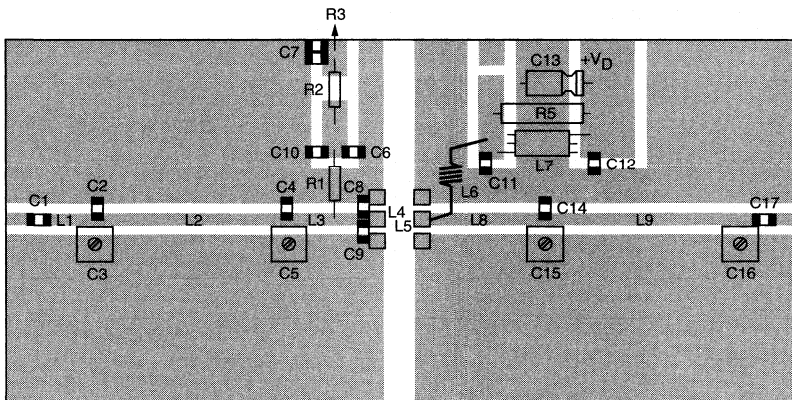 R3
C7
C13 +VD
R2
R5
C10 C6
L7
C11 C12
R1 C8
L6
C1 C2 C4 C14 C17
L1 L2 L3 L4 L5 L8 L9
C9
C3 C5 C15 C16